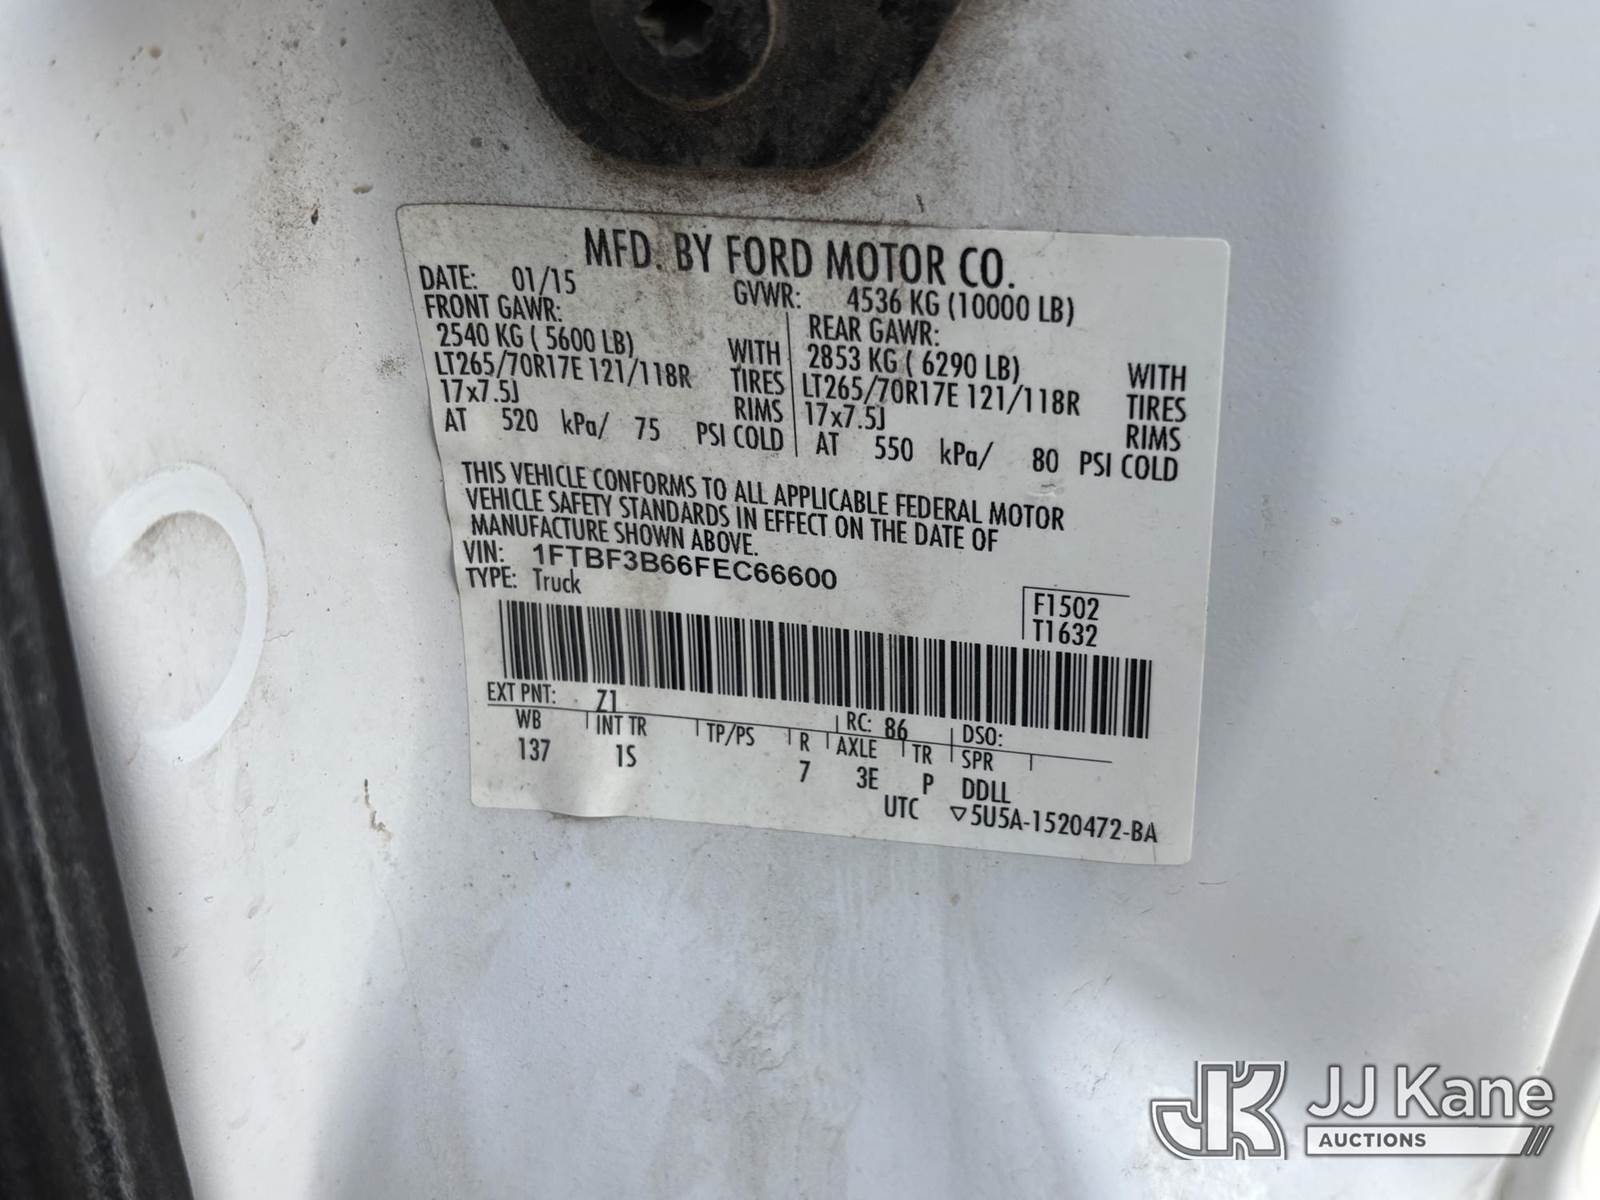 MFD. BY FORD MOTOR CO.
DATE: 01/15 GVWR: 4536 KG (10000 LB)
FRONT GAWR: REAR GAWR:
2540 KG ( 5600 LB) WITH 2853 KG ( 6290 LB) WITH
LT265/70R17E 121/118R TIRES LT265/70R17E 121/118R TIRES
17x7.5J RIMS 17x7.5J RIMS
AT 520 kPa/ 75 PSI COLD AT 550 kPa/ 80 PSI COLD
THIS VEHICLE CONFORMS TO ALL APPLICABLE FEDERAL MOTOR
VEHICLE SAFETY STANDARDS IN EFFECT ON THE DATE OF
MANUFACTURE SHOWN ABOVE.
VIN: 1FTBF3B66FEC66600
TYPE: Truck
F1502
T1632
EXT PNT: Z1 RC: 86 DSO:
WB INT TR TP/PS R AXLE TR SPR
137 1S 7 3E P DDLL
UTC ▽5U5A-1520472-BA
JK JJ Kane
AUCTIONS